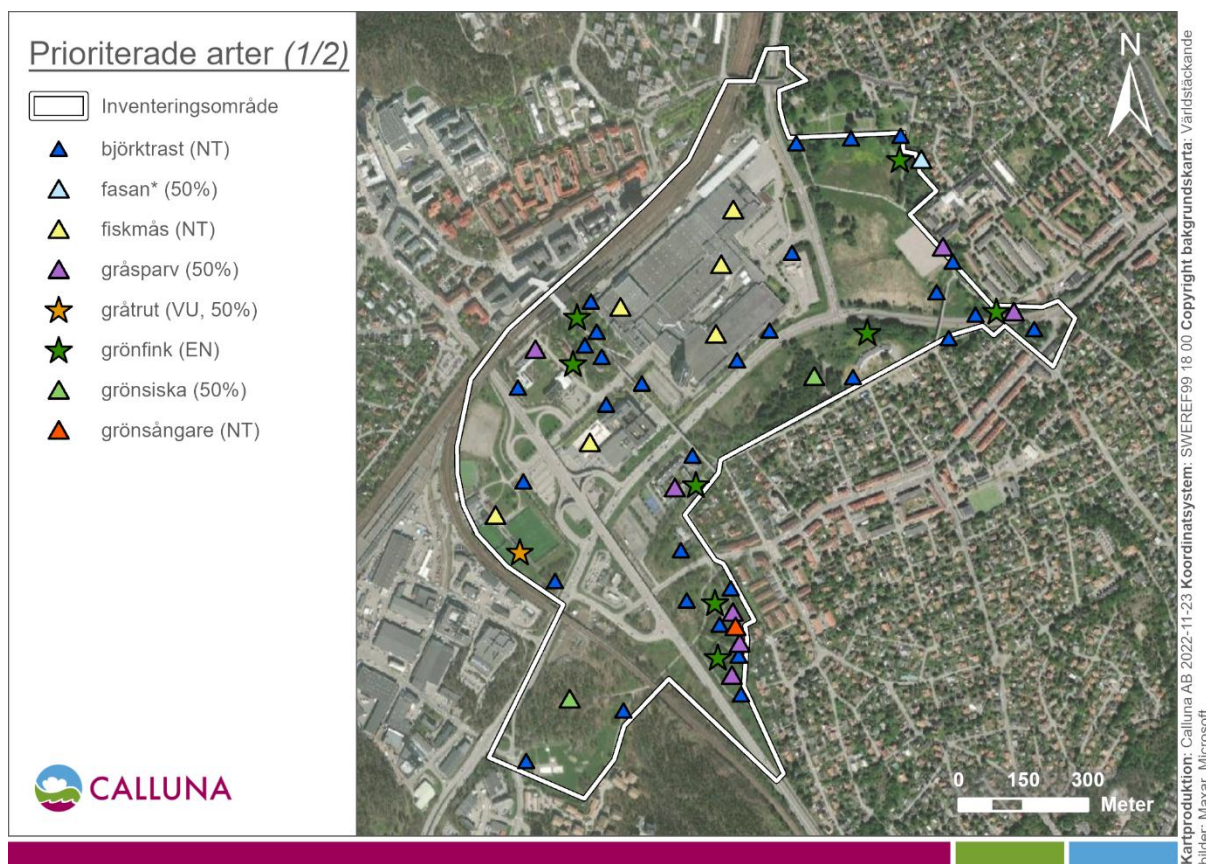 Prioriterade arter (1/2)
Inventeringsområde
björktrast (NT)
fasan* (50%)
fiskmås (NT)
gråsparv (50%)
gråtrut (VU, 50%)
grönfink (EN)
grönsiska (50%)
grönsångare (NT)
CALLUNA
N
0 150 300
Meter
Kartproduktion: Calluna AB 2022-11-23 Koordinatsystem: SWEREF99 18 00 Copyright bakgrundskarta: Världstäckande
bilder: Maxar, Microsoft